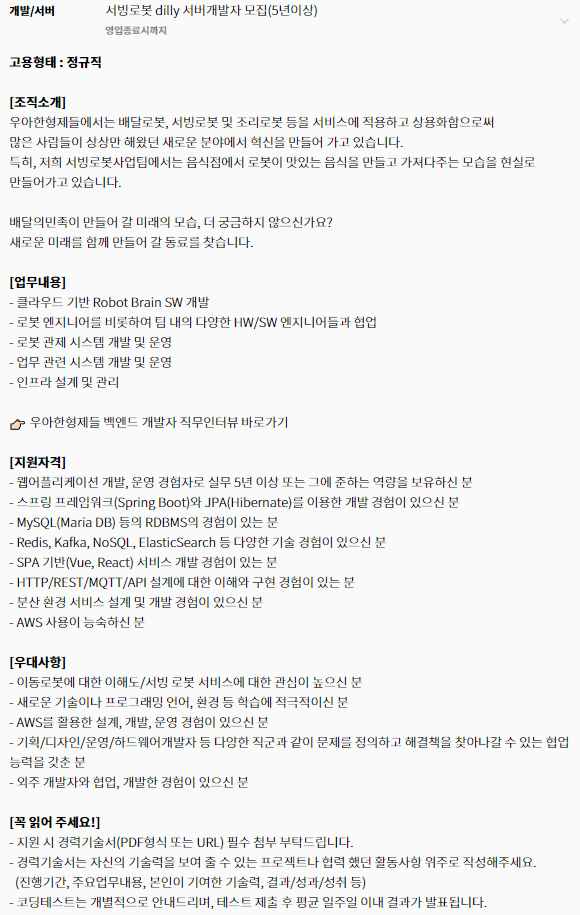 개발/서버
서빙로봇 dilly 서버개발자 모집(5년이상)
영입종료시까지
고용형태 : 정규직
[조직소개]
우아한형제들에서는 배달로봇, 서빙로봇 및 조리로봇 등을 서비스에 적용하고 상용화함으로써
많은 사람들이 상상만 해왔던 새로운 분야에서 혁신을 만들어 가고 있습니다.
특히, 저희 서빙로봇사업팀에서는 음식점에서 로봇이 맛있는 음식을 만들고 가져다주는 모습을 현실로
만들어가고 있습니다.
배달의민족이 만들어 갈 미래의 모습, 더 궁금하지 않으신가요?
새로운 미래를 함께 만들어 갈 동료를 찾습니다.
[업무내용]
- 클라우드 기반 Robot Brain SW 개발
- 로봇 엔지니어를 비롯하여 팀 내의 다양한 HW/SW 엔지니어들과 협업
- 로봇 관제 시스템 개발 및 운영
- 업무 관련 시스템 개발 및 운영
- 인프라 설계 및 관리
👉 우아한형제들 백엔드 개발자 직무인터뷰 바로가기
[지원자격]
- 웹어플리케이션 개발, 운영 경험자로 실무 5년 이상 또는 그에 준하는 역량을 보유하신 분
- 스프링 프레임워크(Spring Boot)와 JPA(Hibernate)를 이용한 개발 경험이 있으신 분
- MySQL(Maria DB) 등의 RDBMS의 경험이 있는 분
- Redis, Kafka, NoSQL, ElasticSearch 등 다양한 기술 경험이 있으신 분
- SPA 기반(Vue, React) 서비스 개발 경험이 있는 분
- HTTP/REST/MQTT/API 설계에 대한 이해와 구현 경험이 있는 분
- 분산 환경 서비스 설계 및 개발 경험이 있으신 분
- AWS 사용이 능숙하신 분
[우대사항]
- 이동로봇에 대한 이해도/서빙 로봇 서비스에 대한 관심이 높으신 분
- 새로운 기술이나 프로그래밍 언어, 환경 등 학습에 적극적이신 분
- AWS를 활용한 설계, 개발, 운영 경험이 있으신 분
- 기획/디자인/운영/하드웨어개발자 등 다양한 직군과 같이 문제를 정의하고 해결책을 찾아나갈 수 있는 협업
능력을 갖춘 분
- 외주 개발자와 협업, 개발한 경험이 있으신 분
[꼭 읽어 주세요!]
- 지원 시 경력기술서(PDF형식 또는 URL) 필수 첨부 부탁드립니다.
- 경력기술서는 자신의 기술력을 보여 줄 수 있는 프로젝트나 협력 했던 활동사항 위주로 작성해주세요.
(진행기간, 주요업무내용, 본인이 기여한 기술력, 결과/성과/성취 등)
- 코딩테스트는 개별적으로 안내드리며, 테스트 제출 후 평균 일주일 이내 결과가 발표됩니다.